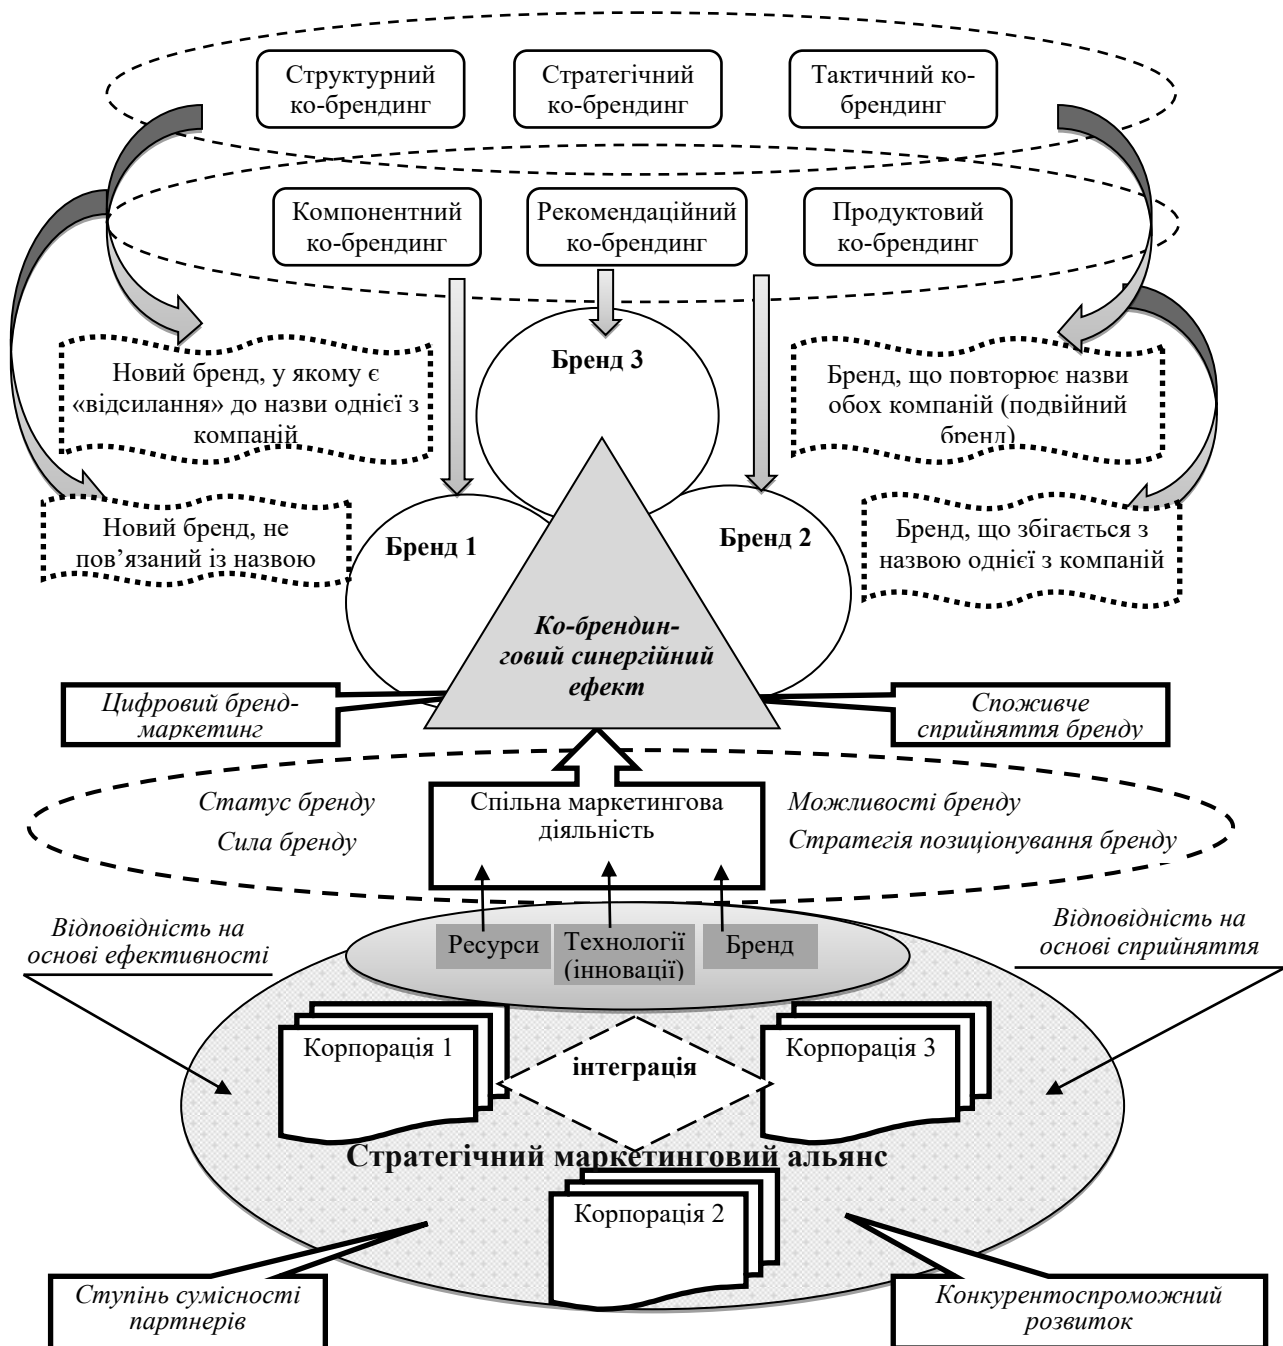 Структурний
ко-брендинг
Стратегічний
ко-брендинг
Тактичний ко-
брендинг
Компонентний
ко-брендинг
Рекомендаційний
ко-брендинг
Продуктовий
ко-брендинг
Бренд 3
Новий бренд, у якому є
«відсилання» до назви однієї з
компаній
Бренд, що повторює назви
обох компаній (подвійний
бренд)
Новий бренд, не
пов’язаний із назвою
Бренд 1
Бренд 2
Бренд, що збігається з
назвою однієї з компаній
Ко-брендин-
говий синергійний
ефект
Цифровий бренд-
маркетинг
Споживче
сприйняття бренду
Статус бренду
Сила бренду
Спільна маркетингова
діяльність
Можливості бренду
Стратегія позиціонування бренду
Відповідність на
основі ефективності
Ресурси
Технології
(інновації)
Бренд
Відповідність на
основі сприйняття
Корпорація 1
інтеграція
Корпорація 3
Стратегічний маркетинговий альянс
Корпорація 2
Ступінь сумісності
партнерів
Конкурентоспроможний
розвиток